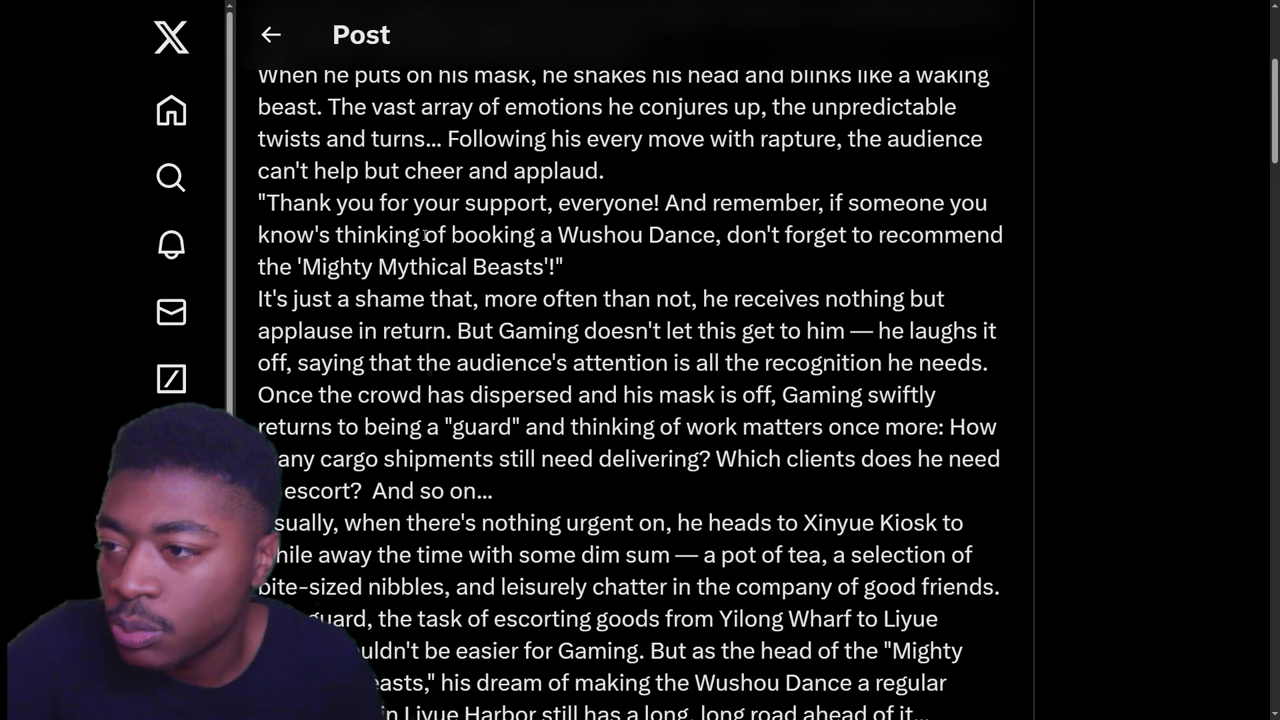 Post
When he puts on his mask, he shakes his head and blinks like a waking
beast. The vast array of emotions he conjures up, the unpredictable
twists and turns... Following his every move with rapture, the audience
can't help but cheer and applaud.
"Thank you for your support, everyone! And remember, if someone you
know's thinking of booking a Wushou Dance, don't forget to recommend
the 'Mighty Mythical Beasts'!"
It's just a shame that, more often than not, he receives nothing but
applause in return. But Gaming doesn't let this get to him — he laughs it
off, saying that the audience's attention is all the recognition he needs.
Once the crowd has dispersed and his mask is off, Gaming swiftly
returns to being a "guard" and thinking of work matters once more: How
any cargo shipments still need delivering? Which clients does he need
escort?  And so on...
sually, when there's nothing urgent on, he heads to Xinyue Kiosk to
hile away the time with some dim sum — a pot of tea, a selection of
bite-sized nibbles, and leisurely chatter in the company of good friends.
guard, the task of escorting goods from Yilong Wharf to Liyue
uldn't be easier for Gaming. But as the head of the "Mighty
easts," his dream of making the Wushou Dance a regular
in Liyue Harbor still has a long, long road ahead of it...